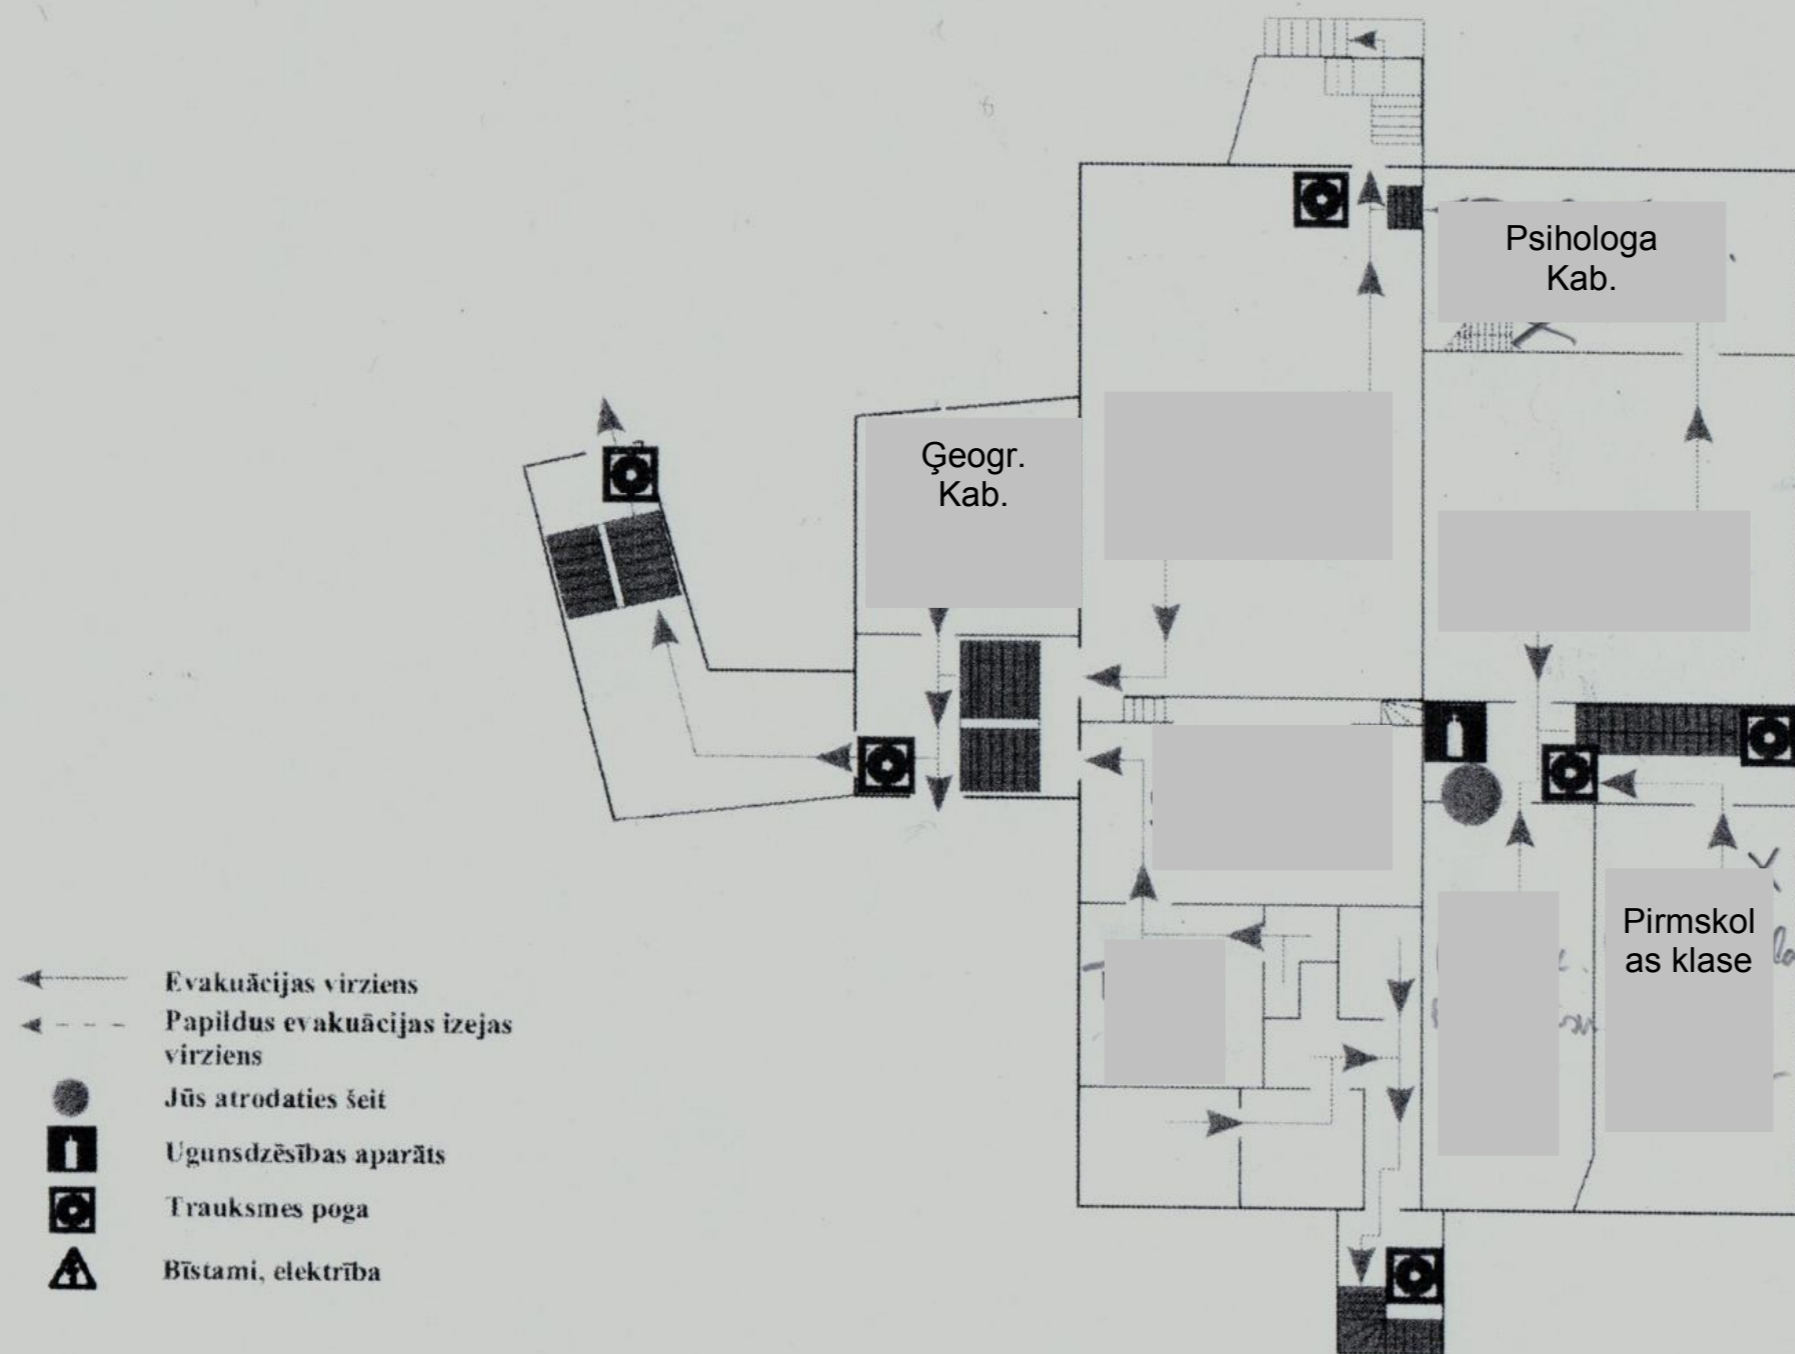 Psihologa
Kab.
Ģeogr.
Kab.
Pirmskol
as klase
Evakuācijas virziens
Papildus evakuācijas izejas
virziens
Jūs atrodaties šeit
Ugunsdzēsības aparāts
Trauksmes poga
Bīstami, elektrība